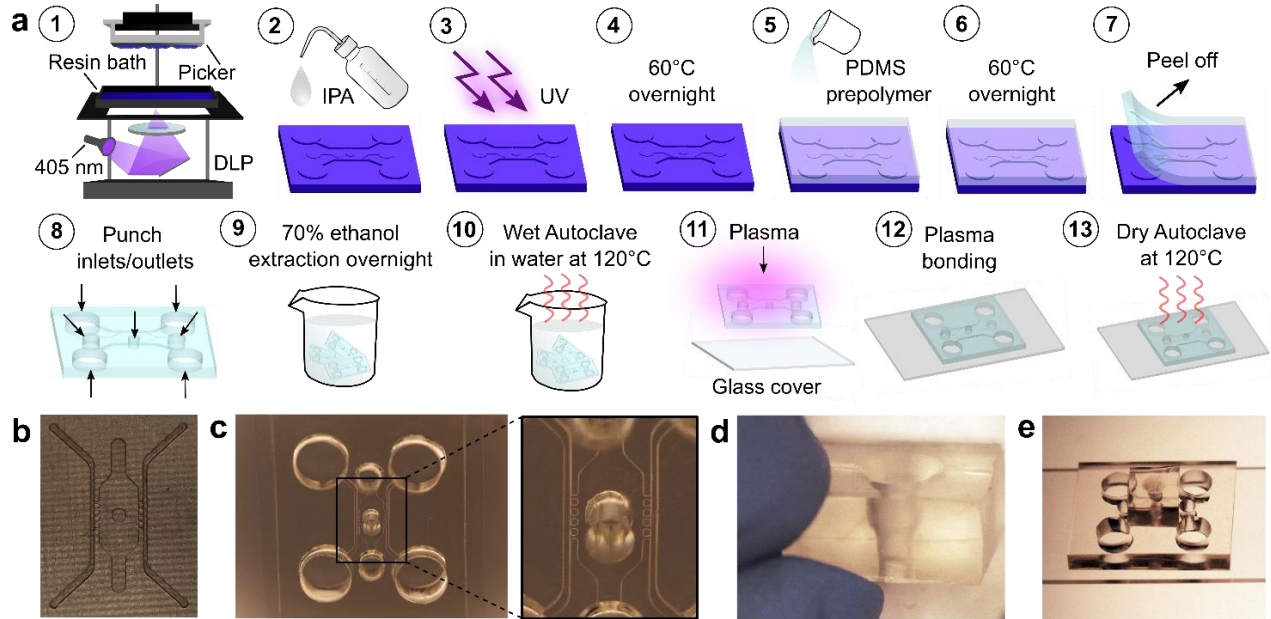 a
1
Resin bath
Picker
405 nm
DLP
2
IPA
3
UV
4
60°C
overnight
5
PDMS
prepolymer
6
60°C
overnight
7
Peel off
8
Punch
inlets/outlets
9
70% ethanol
extraction overnight
10
Wet Autoclave
in water at 120°C
11
Plasma
Glass cover
12
Plasma
bonding
13
Dry Autoclave
at 120°C
b
c
d
e